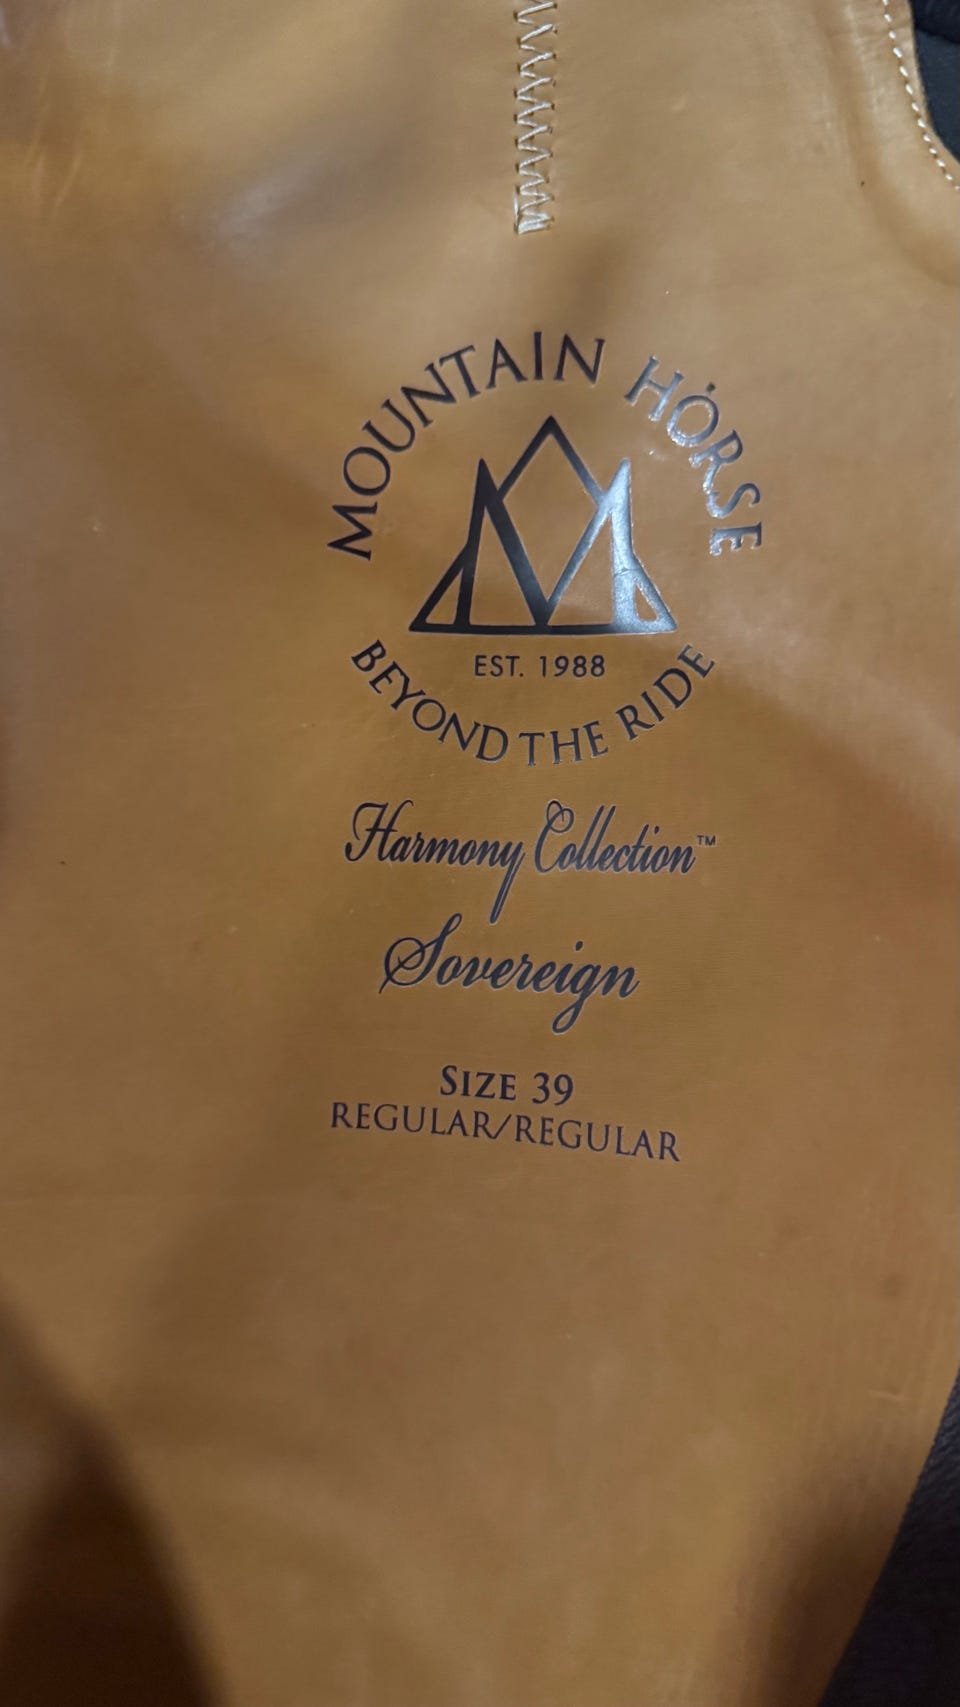 MOUNTAIN HORSE
EST. 1988
BEYOND THE RIDE
Harmony Collection™
Sovereign
SIZE 39
REGULAR/REGULAR